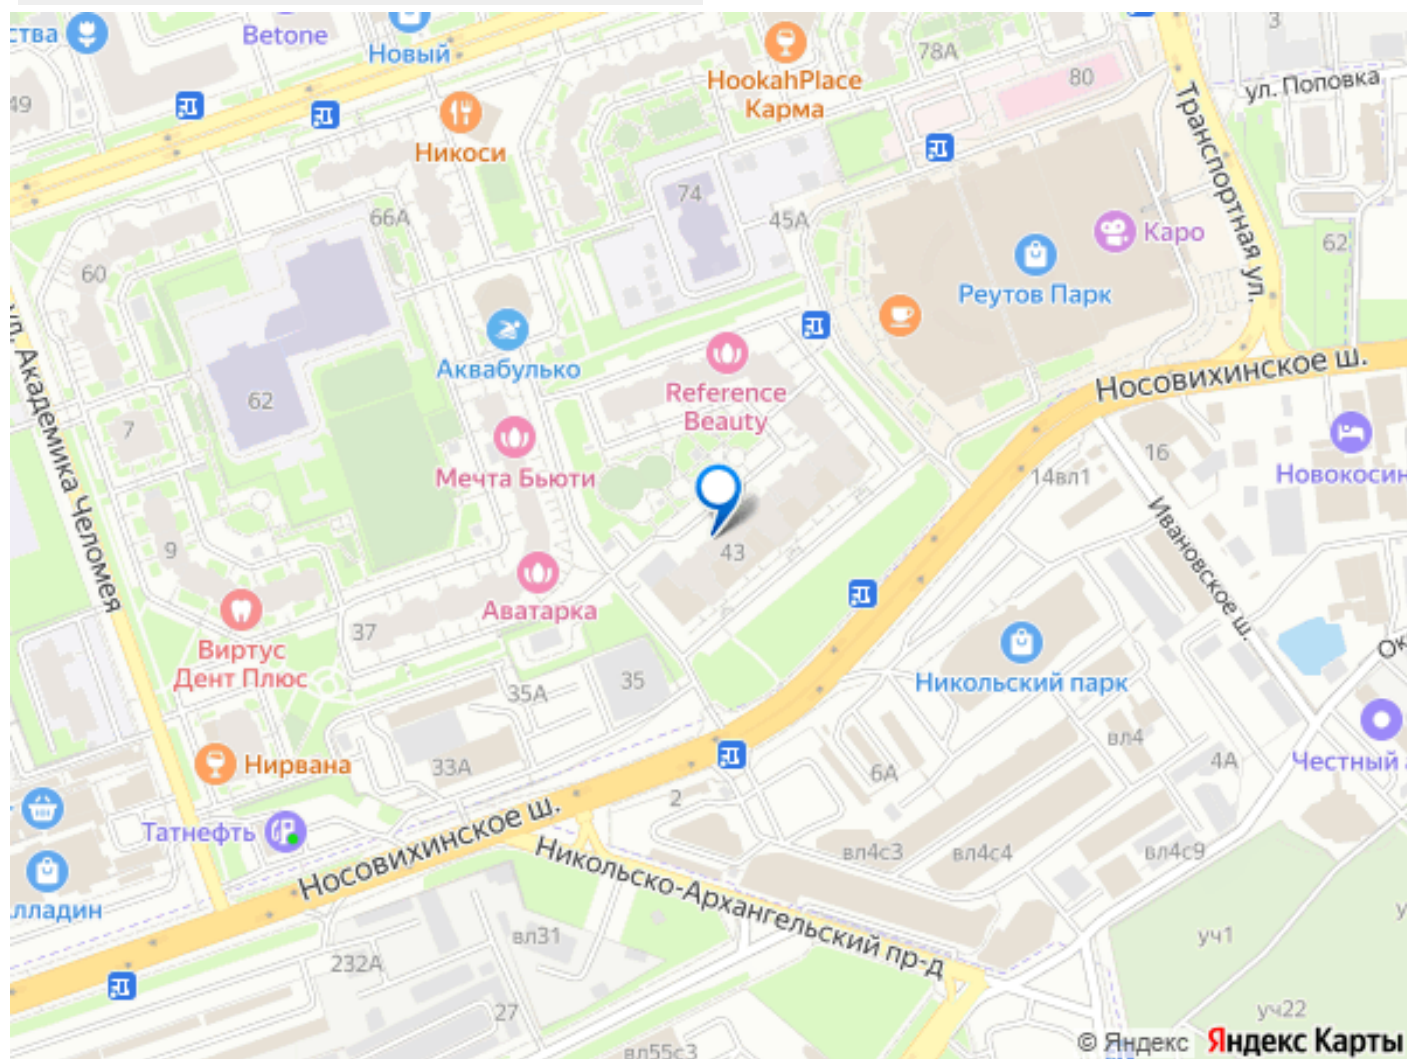 ства
Betone
Новый
HookahPlace
Карма
78А
80
3
ул. Поповка
Транспортная ул.
49
Никоси
74
45А
66А
60
Каро
62
Реутов Парк
ул. Академика Челомея
Аквабулько
Reference
Beauty
Носовихинское ш.
62
7
Мечта Бьюти
16
14вл1
Новокосин
Ивановское ш.
9
43
Аватарка
37
Виртус
Дент Плюс
35А
35
Никольский парк
Ок
Нирвана
33А
6А
вл4
4А
Честный
2
Татнефть
Носовихинское ш.
вл4с3
вл4с4
вл4с9
лладин
Никольско-Архангельский пр-д
вл31
232А
27
уч1
у
уч22
вл55с3
© Яндекс Яндекс Карты